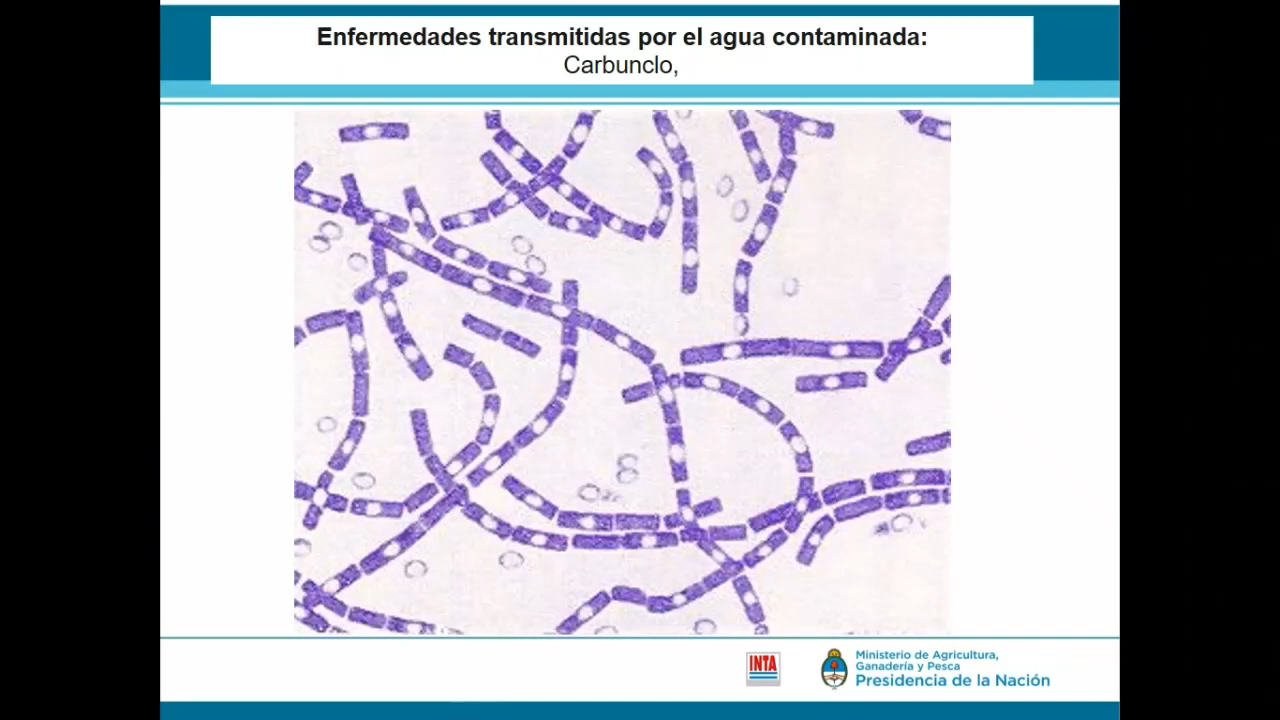 Enfermedades transmitidas por el agua contaminada:
Carbunclo,
INTA
Ministerio de Agricultura,
Ganadería y Pesca
Presidencia de la Nación